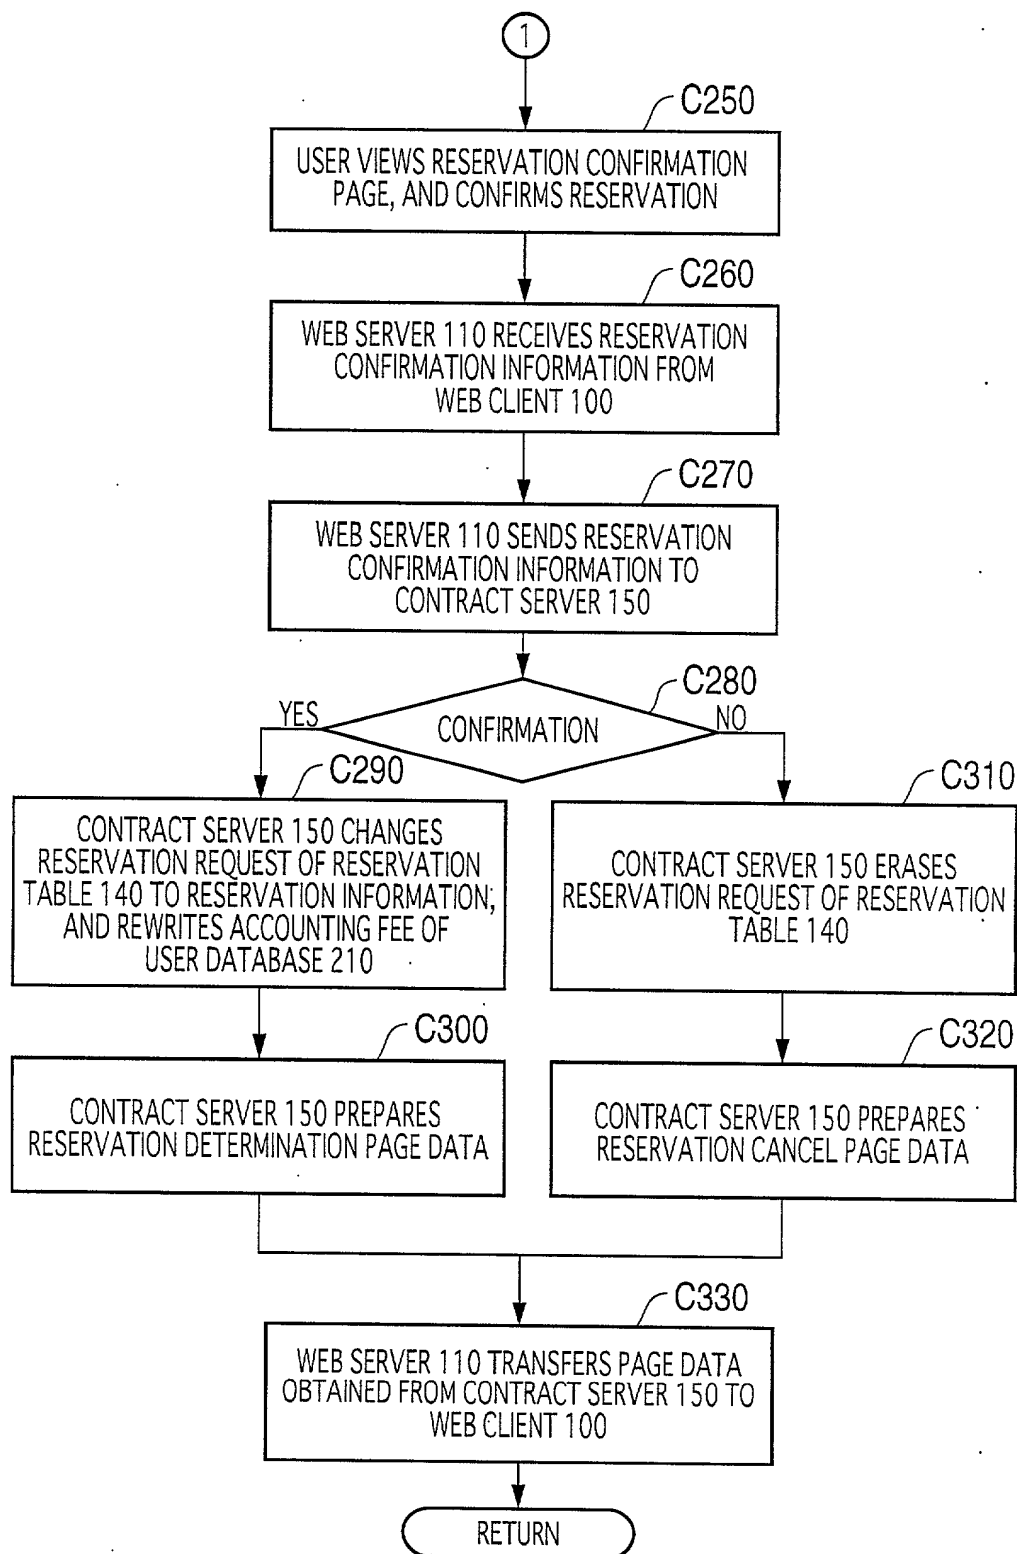 1
C250
USER VIEWS RESERVATION CONFIRMATION
PAGE, AND CONFIRMS RESERVATION
C260
WEB SERVER 110 RECEIVES RESERVATION
CONFIRMATION INFORMATION FROM
WEB CLIENT 100
C270
WEB SERVER 110 SENDS RESERVATION
CONFIRMATION INFORMATION TO
CONTRACT SERVER 150
C280
YES
CONFIRMATION
NO
C290
CONTRACT SERVER 150 CHANGES
RESERVATION REQUEST OF RESERVATION
TABLE 140 TO RESERVATION INFORMATION,
AND REWRITES ACCOUNTING FEE OF
USER DATABASE 210
C310
CONTRACT SERVER 150 ERASES
RESERVATION REQUEST OF RESERVATION
TABLE 140
C300
CONTRACT SERVER 150 PREPARES
RESERVATION DETERMINATION PAGE DATA
C320
CONTRACT SERVER 150 PREPARES
RESERVATION CANCEL PAGE DATA
C330
WEB SERVER 110 TRANSFERS PAGE DATA
OBTAINED FROM CONTRACT SERVER 150 TO
WEB CLIENT 100
RETURN